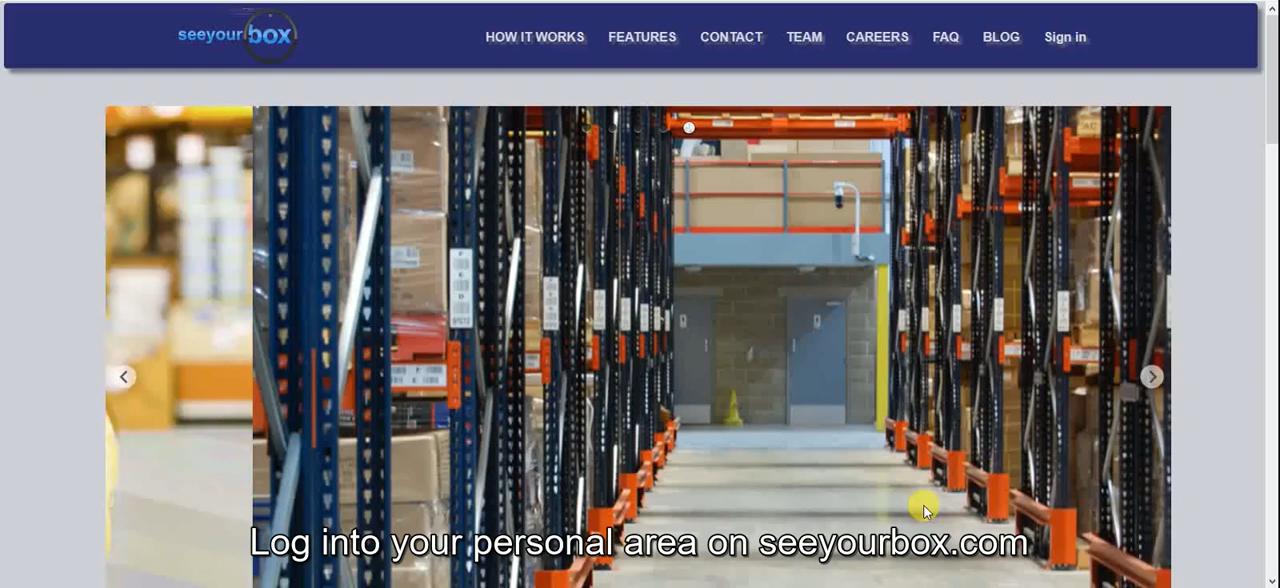 seeyourbox HOW IT WORKS FEATURES CONTACT TEAM CAREERS FAQ BLOG Sign in
Log into your personal area on seeyourbox.com